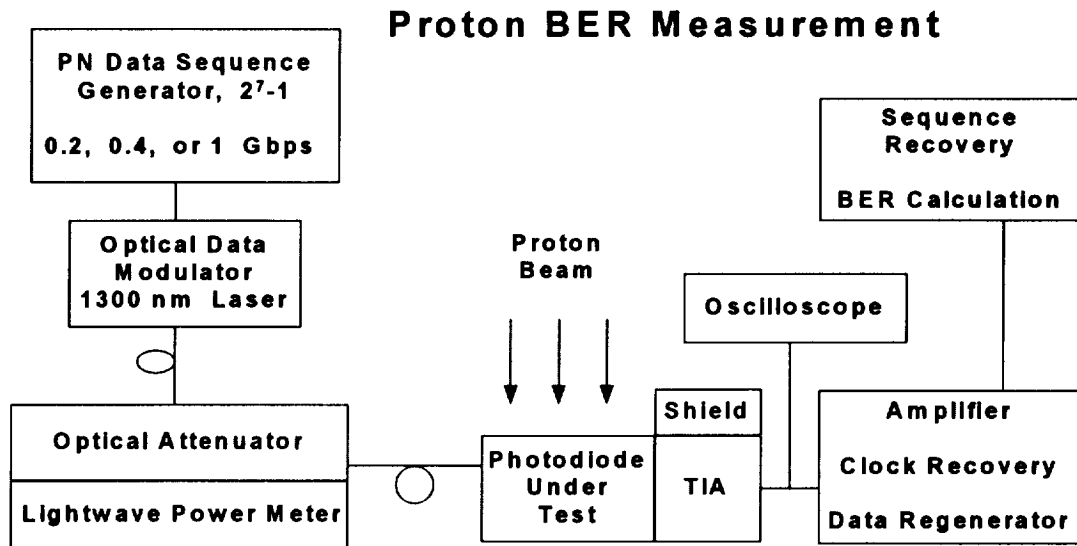 Proton BER Measurement
PN Data Sequence
Generator, 2⁷-1
0.2, 0.4, or 1 Gbps
Optical Data
Modulator
1300 nm Laser
Optical Attenuator
Lightwave Power Meter
Proton
Beam
Photodiode
Under
Test
Shield
TIA
Oscilloscope
Sequence
Recovery
BER Calculation
Amplifier
Clock Recovery
Data Regenerator